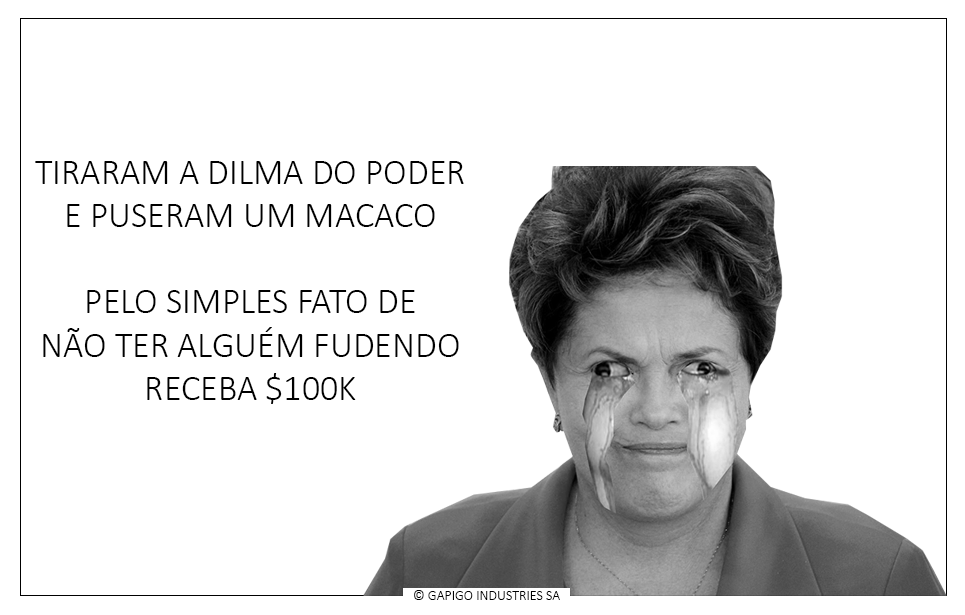 TIRARAM A DILMA DO PODER
E PUSERAM UM MACACO
PELO SIMPLES FATO DE
NÃO TER ALGUÉM FUDENDO
RECEBA $100K
© GAPIGO INDUSTRIES SA